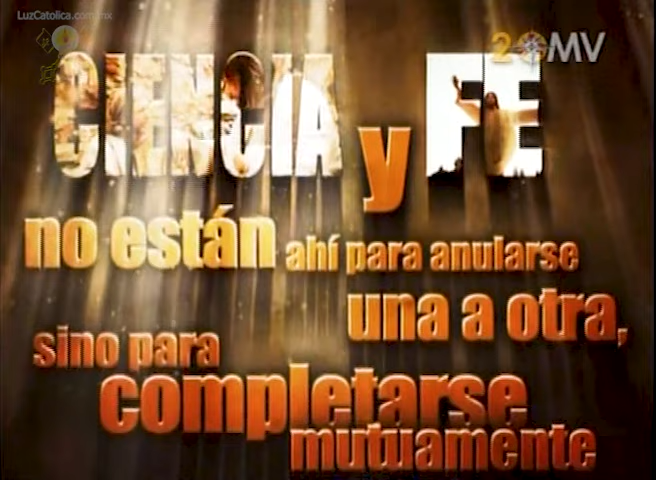 LuzCatolica.com.mx
20MV
CIENCIA y FE
no están ahí para anularse
una a otra,
sino para
completarse
mutuamente